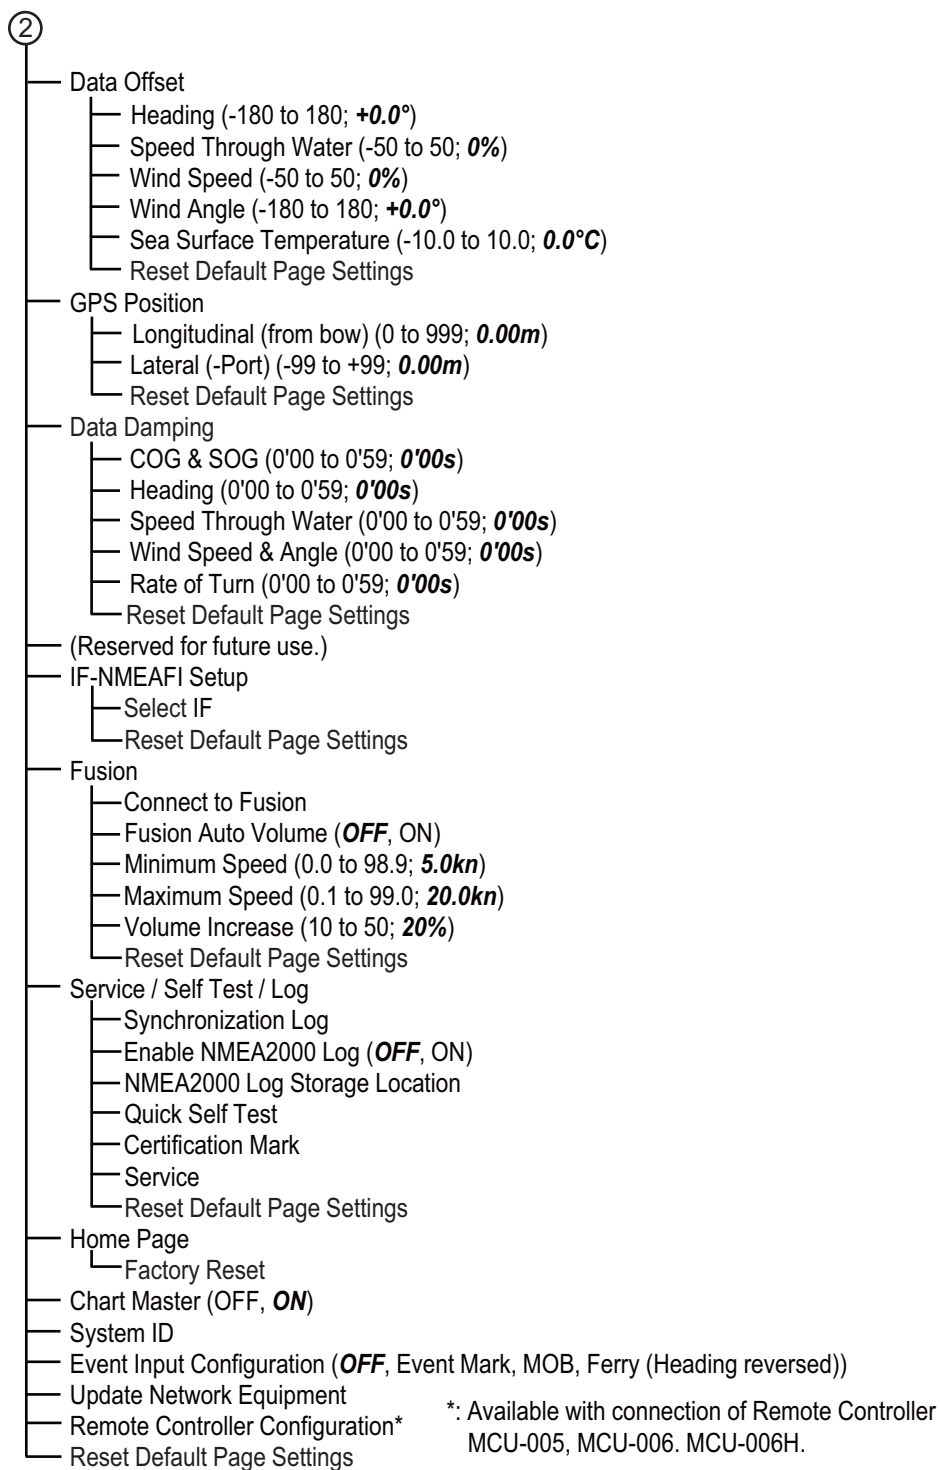 2
Data Offset
Heading (-180 to 180; +0.0°)
Speed Through Water (-50 to 50; 0%)
Wind Speed (-50 to 50; 0%)
Wind Angle (-180 to 180; +0.0°)
Sea Surface Temperature (-10.0 to 10.0; 0.0°C)
Reset Default Page Settings
GPS Position
Longitudinal (from bow) (0 to 999; 0.00m)
Lateral (-Port) (-99 to +99; 0.00m)
Reset Default Page Settings
Data Damping
COG & SOG (0'00 to 0'59; 0'00s)
Heading (0'00 to 0'59; 0'00s)
Speed Through Water (0'00 to 0'59; 0'00s)
Wind Speed & Angle (0'00 to 0'59; 0'00s)
Rate of Turn (0'00 to 0'59; 0'00s)
Reset Default Page Settings
(Reserved for future use.)
IF-NMEAFI Setup
Select IF
Reset Default Page Settings
Fusion
Connect to Fusion
Fusion Auto Volume (OFF, ON)
Minimum Speed (0.0 to 98.9; 5.0kn)
Maximum Speed (0.1 to 99.0; 20.0kn)
Volume Increase (10 to 50; 20%)
Reset Default Page Settings
Service / Self Test / Log
Synchronization Log
Enable NMEA2000 Log (OFF, ON)
NMEA2000 Log Storage Location
Quick Self Test
Certification Mark
Service
Reset Default Page Settings
Home Page
Factory Reset
Chart Master (OFF, ON)
System ID
Event Input Configuration (OFF, Event Mark, MOB, Ferry (Heading reversed))
Update Network Equipment
Remote Controller Configuration*
Reset Default Page Settings
*: Available with connection of Remote Controller
MCU-005, MCU-006. MCU-006H.